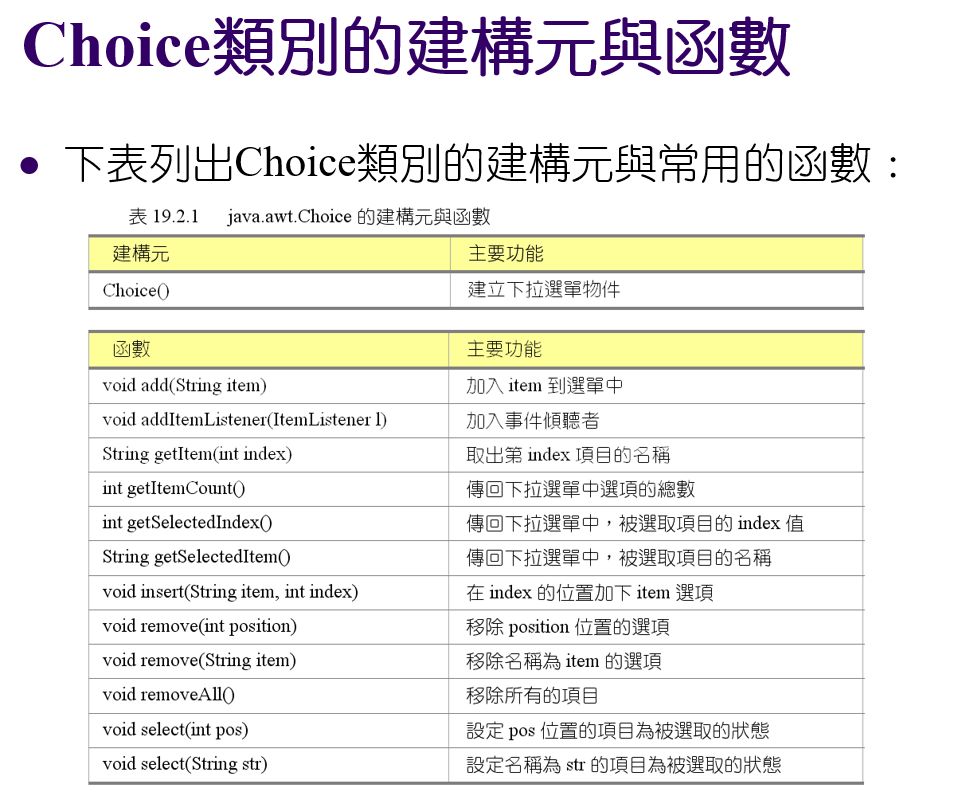 Choice類別的建構元與函數
● 下表列出Choice類別的建構元與常用的函數：
表 19.2.1 java.awt.Choice 的建構元與函數
建構元 主要功能
Choice() 建立下拉選單物件
函數 主要功能
void add(String item) 加入 item 到選單中
void addItemListener(ItemListener l) 加入事件傾聽者
String getItem(int index) 取出第 index 項目的名稱
int getItemCount() 傳回下拉選單中選項的總數
int getSelectedIndex() 傳回下拉選單中，被選取項目的 index 值
String getSelectedItem() 傳回下拉選單中，被選取項目的名稱
void insert(String item, int index) 在 index 的位置加下 item 選項
void remove(int position) 移除 position 位置的選項
void remove(String item) 移除名稱為 item 的選項
void removeAll() 移除所有的項目
void select(int pos) 設定 pos 位置的項目為被選取的狀態
void select(String str) 設定名稱為 str 的項目為被選取的狀態